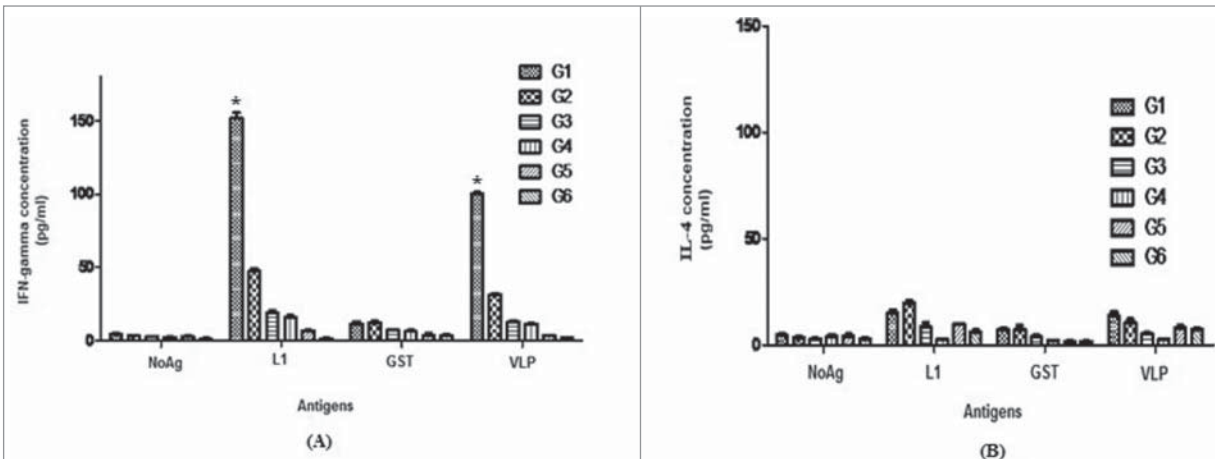 IFN-gamma concentration
(pg/ml)
150
100
50
0
*
*
G1
G2
G3
G4
G5
G6
NoAg
L1
GST
VLP
Antigens
(A)
IL-4 concentration
(pg/ml)
150
100
50
0
G1
G2
G3
G4
G5
G6
NoAg
L1
GST
VLP
Antigens
(B)